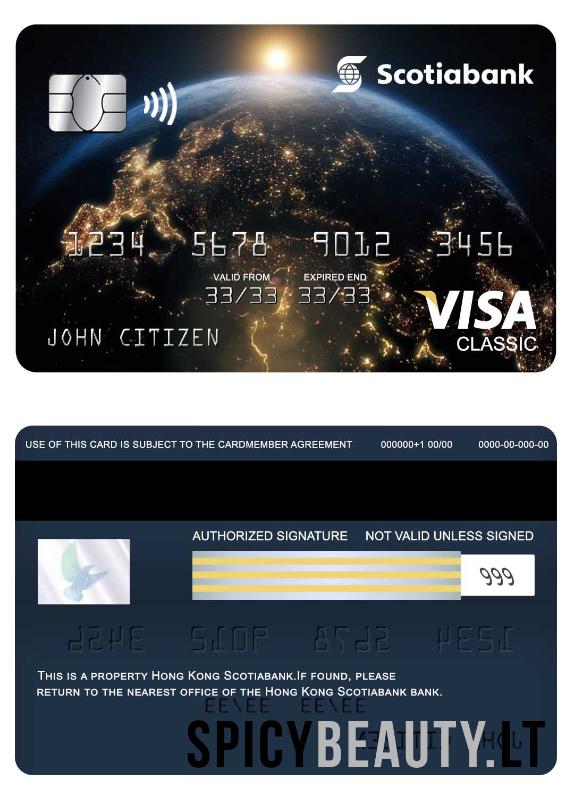 Scotiabank
1234 5678 9012 3456
VALID FROM EXPIRED END
33/33 33/33
JOHN CITIZEN
VISA
CLASSIC
USE OF THIS CARD IS SUBJECT TO THE CARDMEMBER AGREEMENT 000000+1 00/00 0000-00-000-00
AUTHORIZED SIGNATURE NOT VALID UNLESS SIGNED
999
THIS IS A PROPERTY HONG KONG SCOTIABANK.IF FOUND, PLEASE
RETURN TO THE NEAREST OFFICE OF THE HONG KONG SCOTIABANK BANK.
SPICYBEAUTY.LT